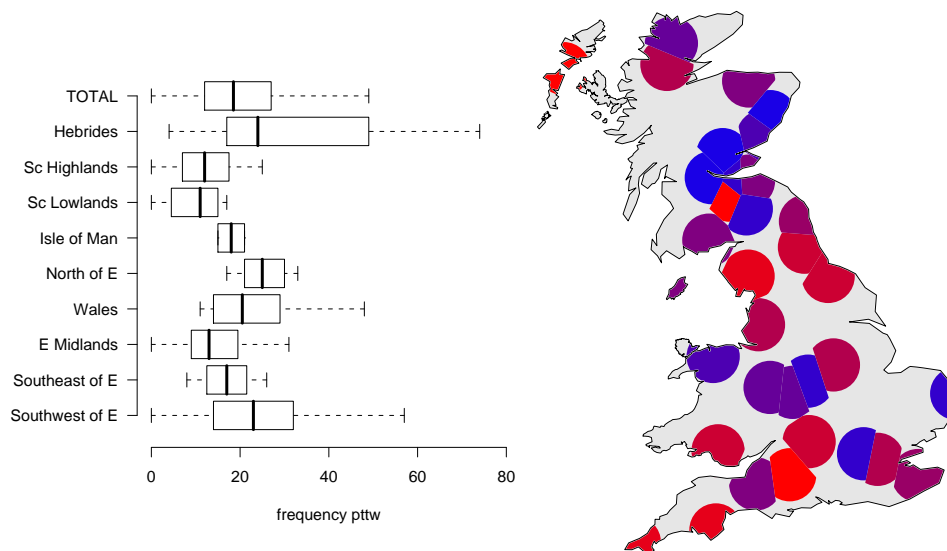 TOTAL
Hebrides
Sc Highlands
Sc Lowlands
Isle of Man
North of E
Wales
E Midlands
Southeast of E
Southwest of E
0 20 40 60 80
frequency pttw